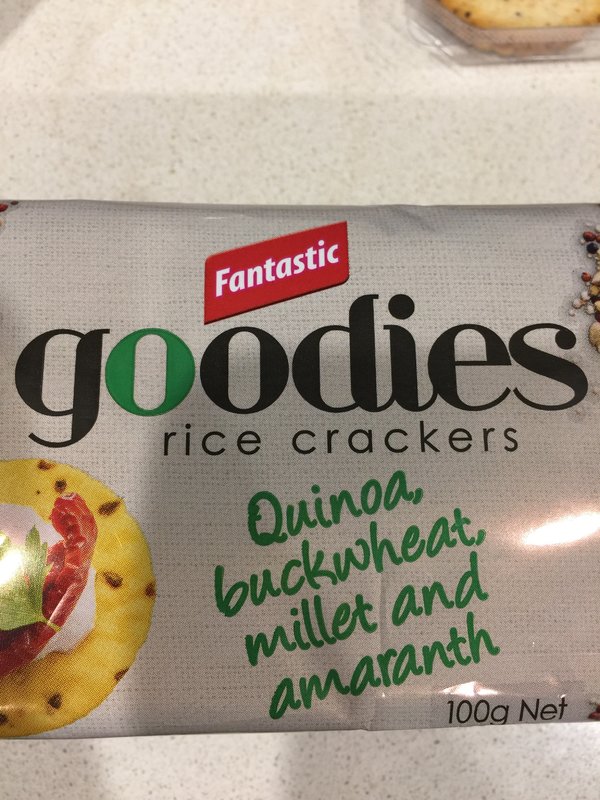 Fantastic
goodies
rice crackers
Quinoa,
buckwheat,
millet and
amaranth
100g Net